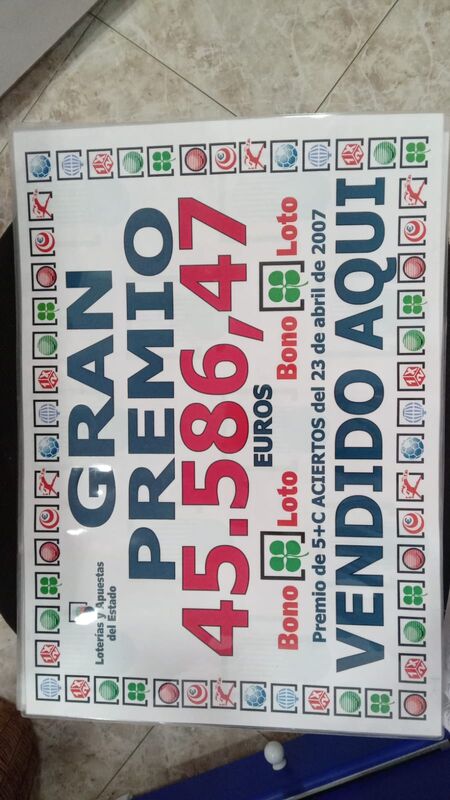 Loterías y Apuestas
del Estado
GRAN
PREMIO
45.586,47
EUROS
Bono Loto
Bono Loto
Premio de 5+C ACIERTOS del 23 de abril de 2007
VENDIDO AQUI